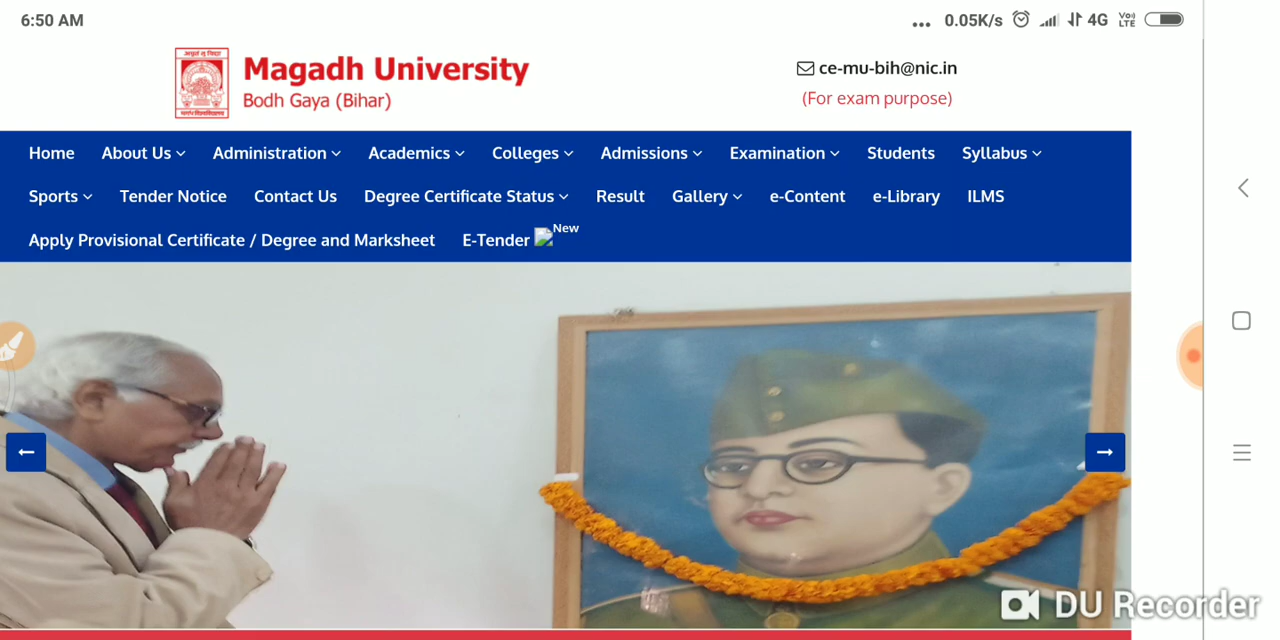 6:50 AM
... 0.05K/s 4G Vo) LTE
Magadh University
Bodh Gaya (Bihar)
ce-mu-bih@nic.in
(For exam purpose)
Home About Us Administration Academics Colleges Admissions Examination Students Syllabus
Sports Tender Notice Contact Us Degree Certificate Status Result Gallery e-Content e-Library ILMS
Apply Provisional Certificate / Degree and Marksheet E-Tender New
DU Recorder